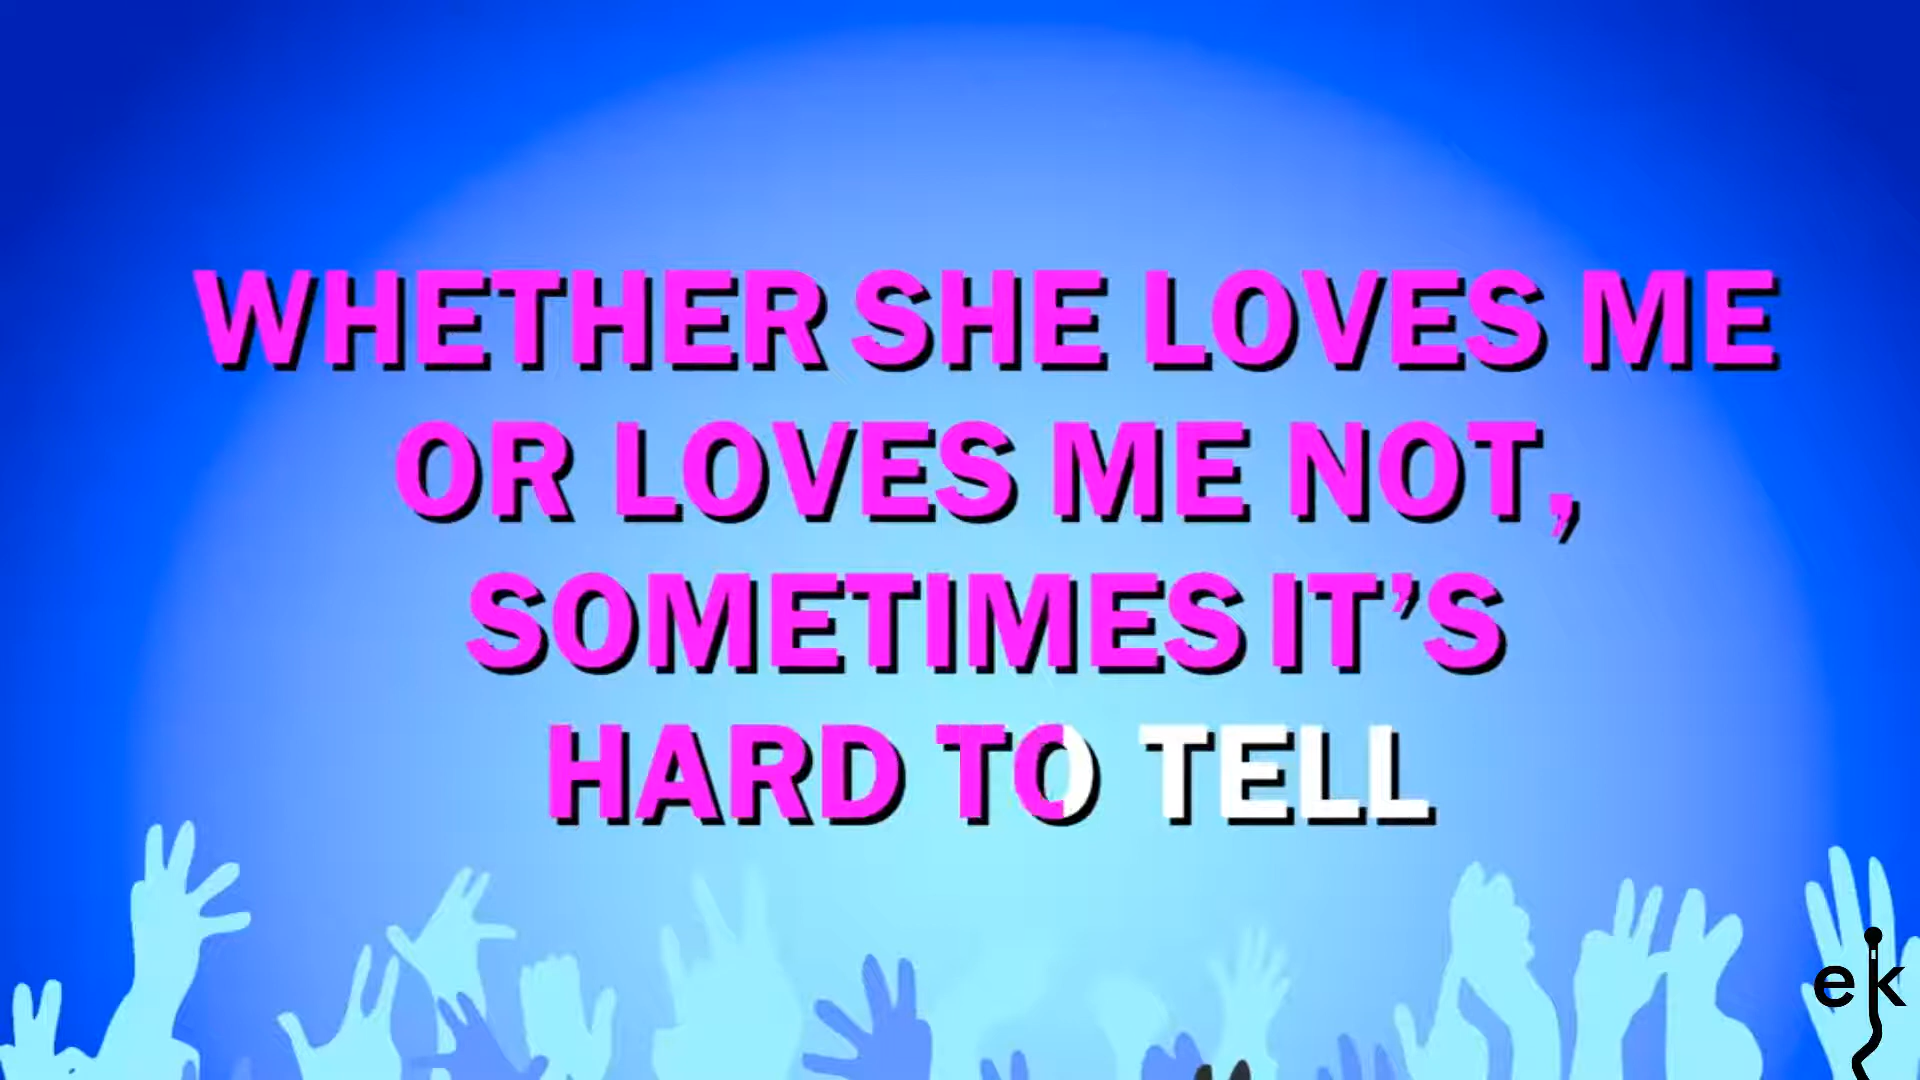 WHETHER SHE LOVES ME
OR LOVES ME NOT,
SOMETIMES IT’S
HARD TO TELL
ek